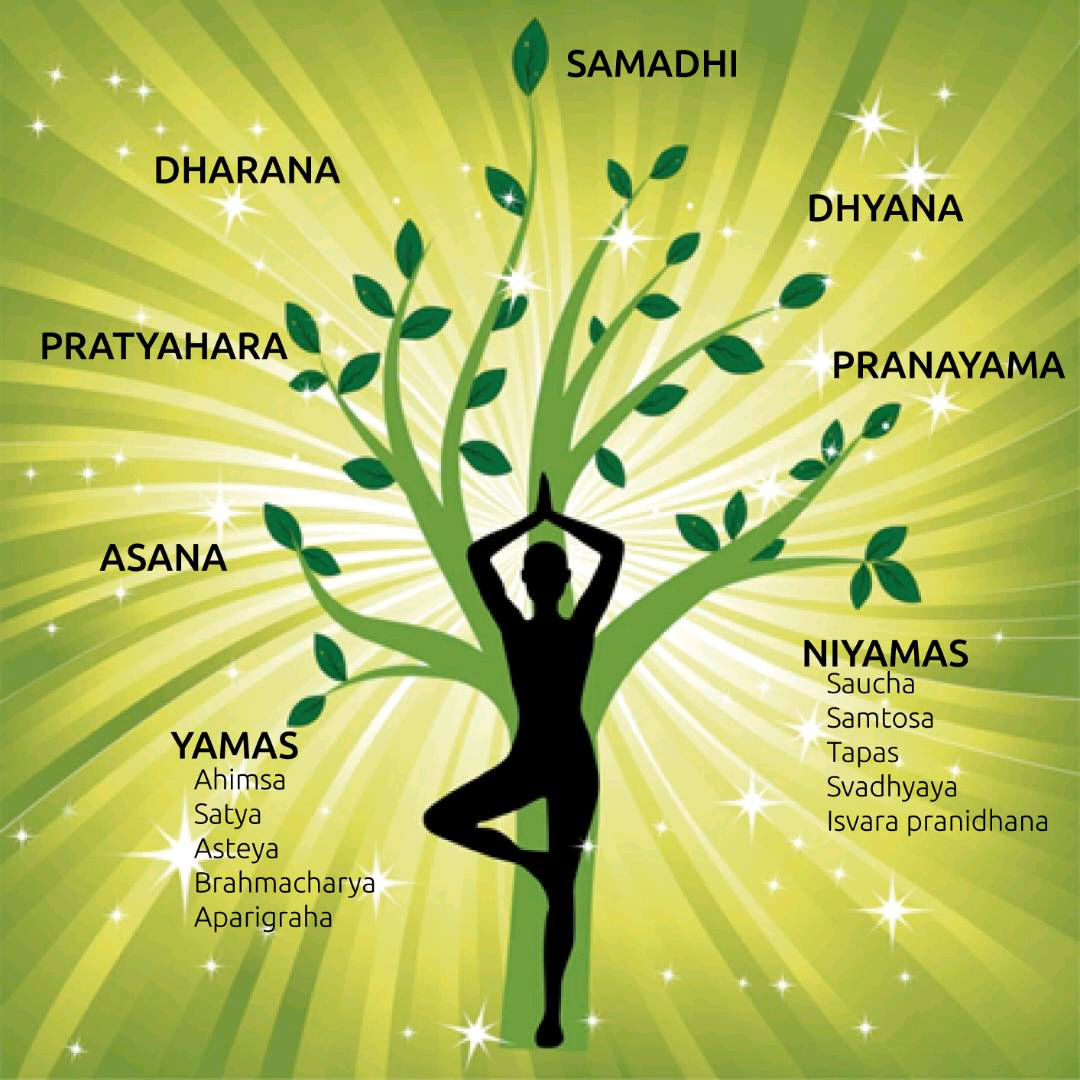 SAMADHI
DHARANA
DHYANA
PRATYAHARA
PRANAYAMA
ASANA
NIYAMAS
Saucha
Samtosa
Tapas
Svadhyaya
Isvara pranidhana
YAMAS
Ahimsa
Satya
Asteya
Brahmacharya
Aparigraha